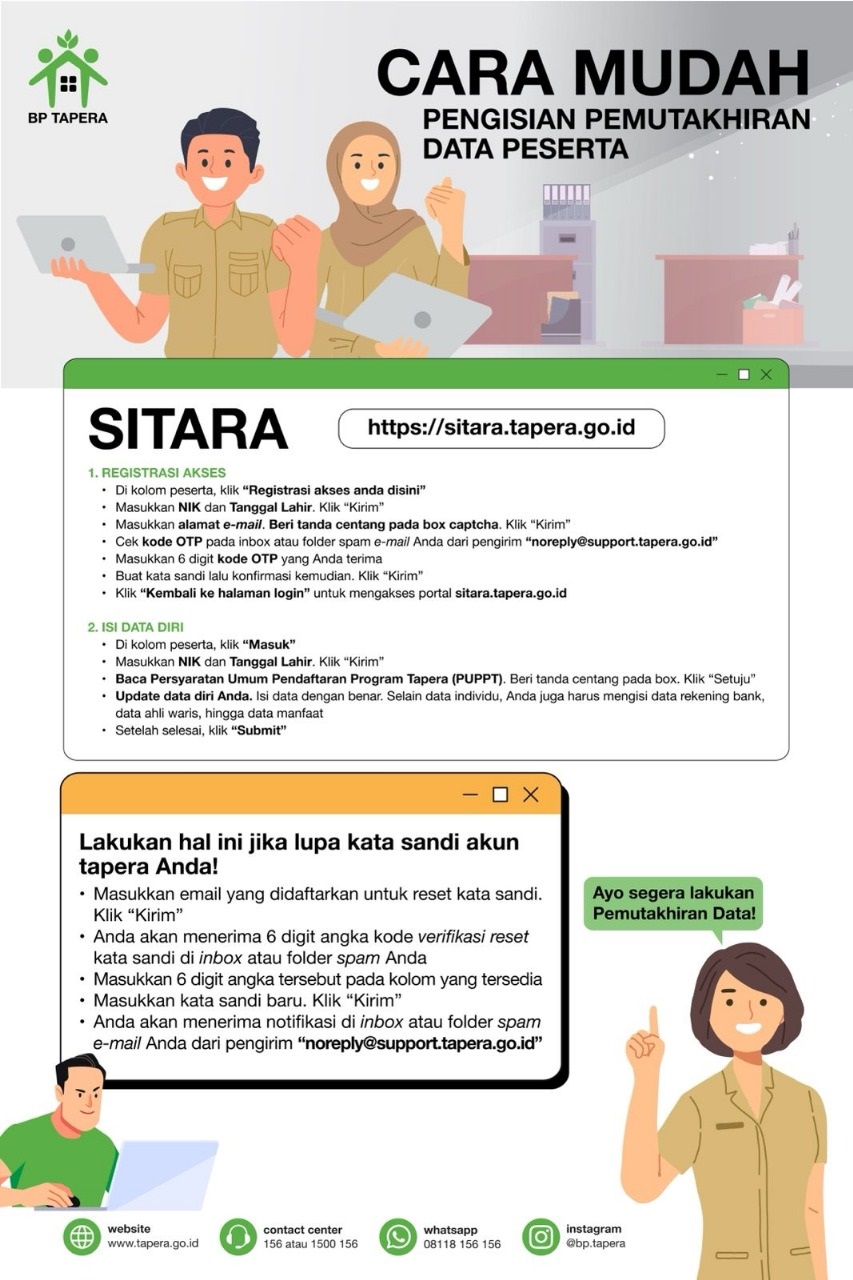 BP TAPERA
CARA MUDAH
PENGISIAN PEMUTAKHIRAN
DATA PESERTA
SITARA
https://sitara.tapera.go.id
1. REGISTRASI AKSES
• Di kolom peserta, klik “Registrasi akses anda disini”
• Masukkan NIK dan Tanggal Lahir. Klik “Kirim”
• Masukkan alamat e-mail. Beri tanda centang pada box captcha. Klik “Kirim”
• Cek kode OTP pada inbox atau folder spam e-mail Anda dari pengirim “noreply@support.tapera.go.id”
• Masukkan 6 digit kode OTP yang Anda terima
• Buat kata sandi lalu konfirmasi kemudian. Klik “Kirim”
• Klik “Kembali ke halaman login” untuk mengakses portal sitara.tapera.go.id
2. ISI DATA DIRI
• Di kolom peserta, klik “Masuk”
• Masukkan NIK dan Tanggal Lahir. Klik “Kirim”
• Baca Persyaratan Umum Pendaftaran Program Tapera (PUPPT). Beri tanda centang pada box. Klik “Setuju”
• Update data diri Anda. Isi data dengan benar. Selain data individu, Anda juga harus mengisi data rekening bank,
data ahli waris, hingga data manfaat
• Setelah selesai, klik “Submit”
Lakukan hal ini jika lupa kata sandi akun
tapera Anda!
• Masukkan email yang didaftarkan untuk reset kata sandi.
Klik “Kirim”
• Anda akan menerima 6 digit angka kode verifikasi reset
kata sandi di inbox atau folder spam Anda
• Masukkan 6 digit angka tersebut pada kolom yang tersedia
• Masukkan kata sandi baru. Klik “Kirim”
• Anda akan menerima notifikasi di inbox atau folder spam
e-mail Anda dari pengirim “noreply@support.tapera.go.id”
Ayo segera lakukan
Pemutakhiran Data!
website
www.tapera.go.id
contact center
156 atau 1500 156
whatsapp
08118 156 156
instagram
@bp.tapera